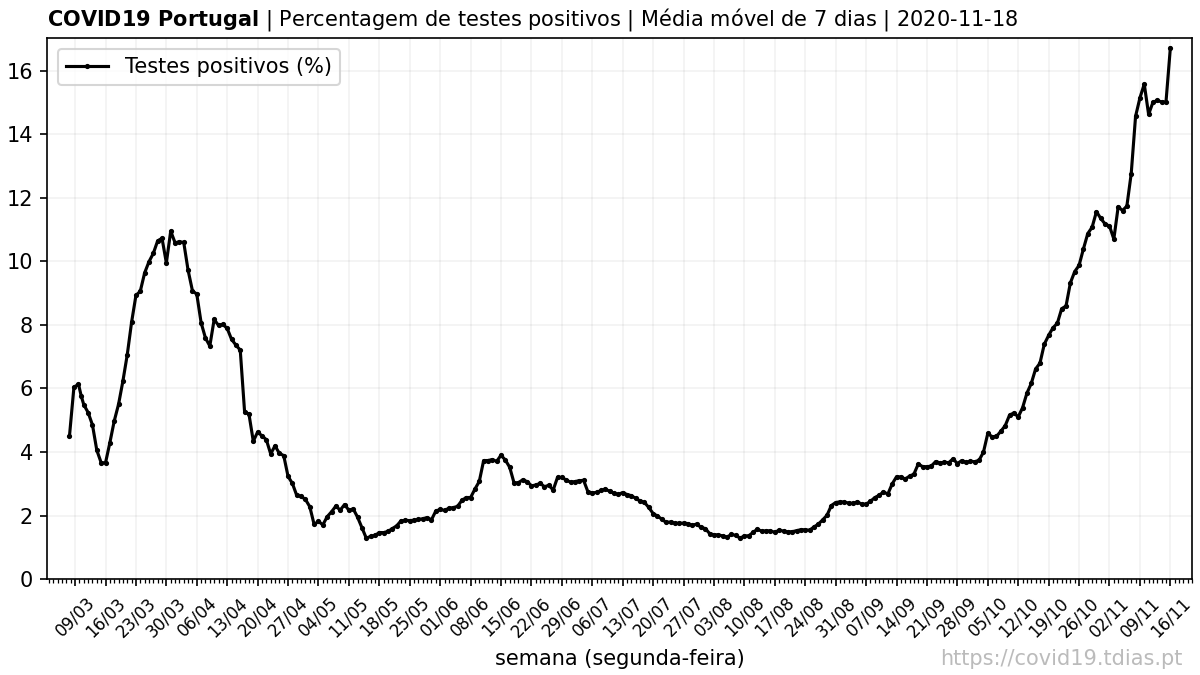 COVID19 Portugal | Percentagem de testes positivos | Média móvel de 7 dias | 2020-11-18
Testes positivos (%)
16
14
12
10
8
6
4
2
0
09/03 16/03 23/03 30/03 06/04 13/04 20/04 27/04 04/05 11/05 18/05 25/05 01/06 08/06 15/06 22/06 29/06 06/07 13/07 20/07 27/07 03/08 10/08 17/08 24/08 31/08 07/09 14/09 21/09 28/09 05/10 12/10 19/10 26/10 02/11 09/11 16/11
semana (segunda-feira)
https://covid19.tdias.pt